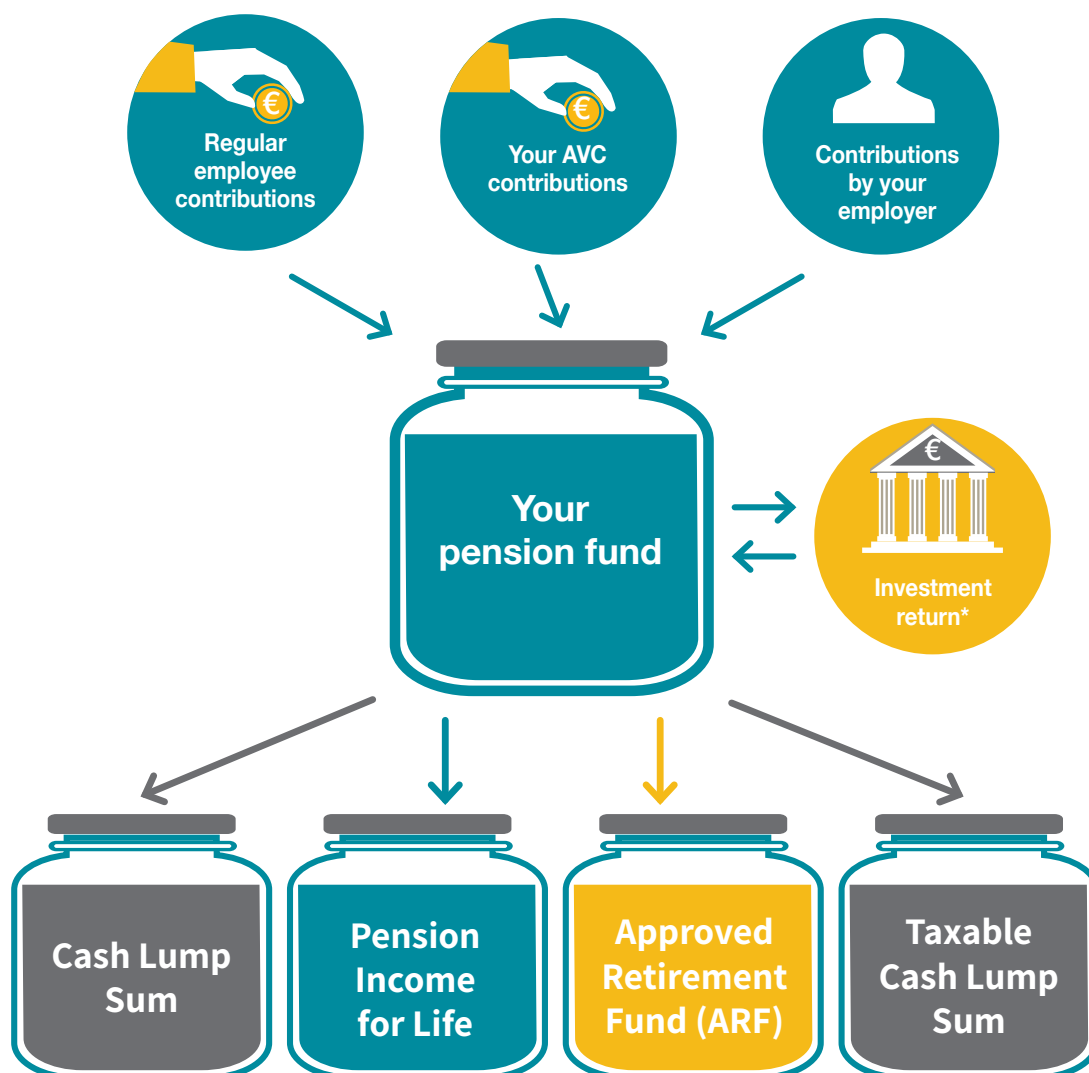 €
Regular
employee
contributions
€
Your AVC
contributions
Contributions
by your
employer
Your
pension fund
€
Investment
return*
Cash Lump
Sum
Pension
Income
for Life
Approved
Retirement
Fund (ARF)
Taxable
Cash Lump
Sum